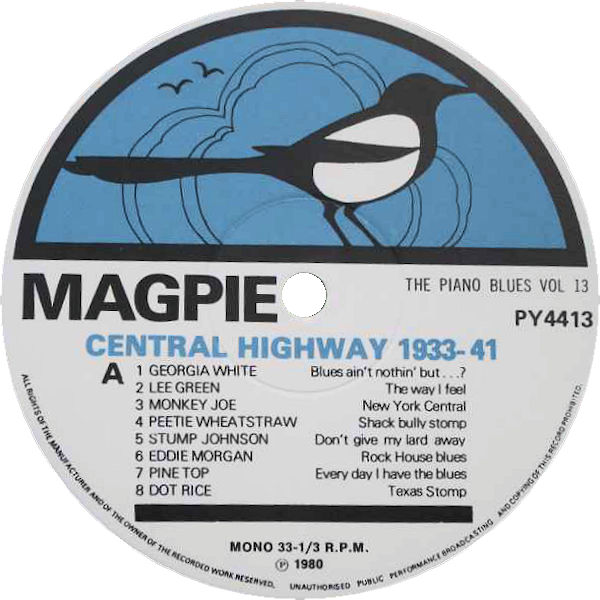 MAGPIE
THE PIANO BLUES VOL 13
PY4413
CENTRAL HIGHWAY 1933-41
A
1 GEORGIA WHITE Blues ain't nothin' but...?
2 LEE GREEN The way I feel
3 MONKEY JOE New York Central
4 PEETIE WHEATSTRAW Shack bully stomp
5 STUMP JOHNSON Don't give my lard away
6 EDDIE MORGAN Rock House blues
7 PINE TOP Every day I have the blues
8 DOT RICE Texas Stomp
MONO 33-1/3 R.P.M.
℗ 1980
ALL RIGHTS OF THE MANUFACTURER AND OF THE OWNER OF THE RECORDED WORK RESERVED. UNAUTHORISED PUBLIC PERFORMANCE BROADCASTING AND COPYING OF THIS RECORD PROHIBITED.